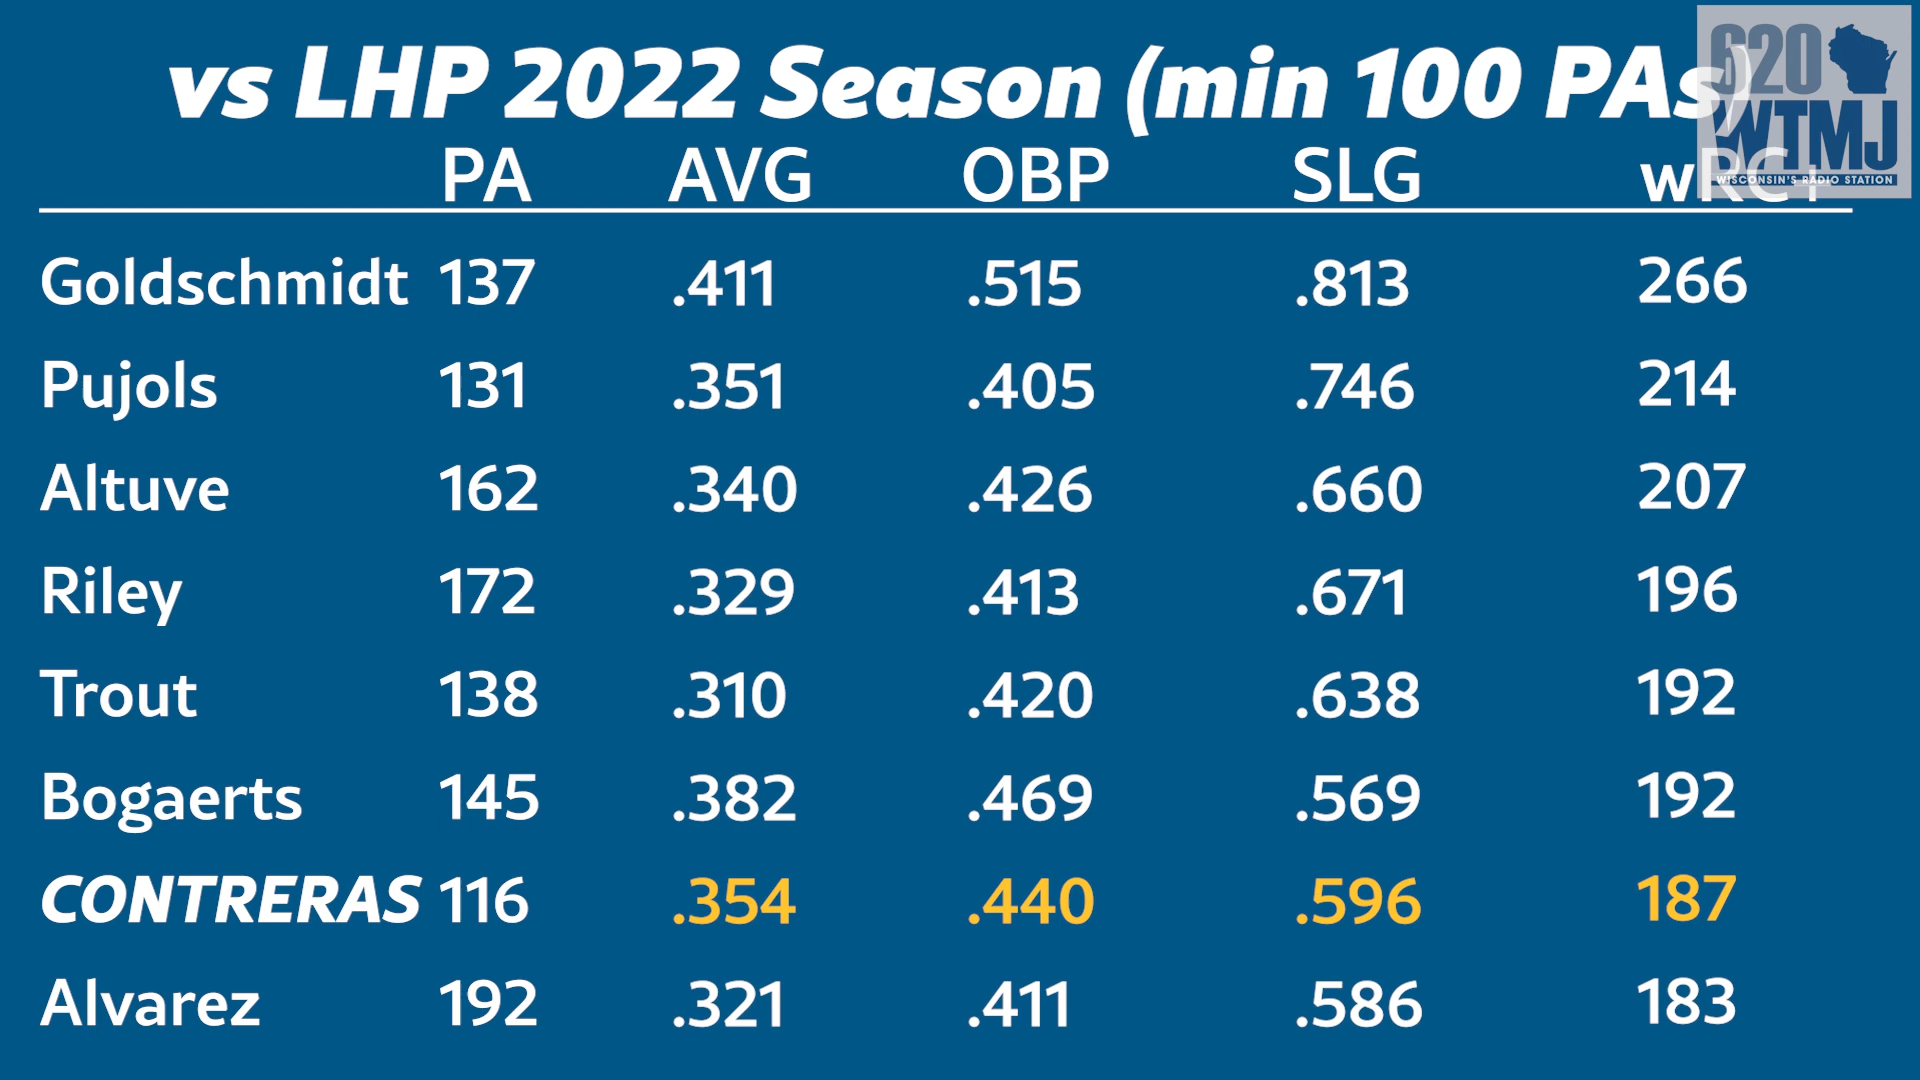 vs LHP 2022 Season (min 100 PAs)
620
WTMJ
WISCONSIN'S RADIO STATION
PA AVG OBP SLG wRC+
Goldschmidt 137 .411 .515 .813 266
Pujols 131 .351 .405 .746 214
Altuve 162 .340 .426 .660 207
Riley 172 .329 .413 .671 196
Trout 138 .310 .420 .638 192
Bogaerts 145 .382 .469 .569 192
CONTRERAS 116 .354 .440 .596 187
Alvarez 192 .321 .411 .586 183